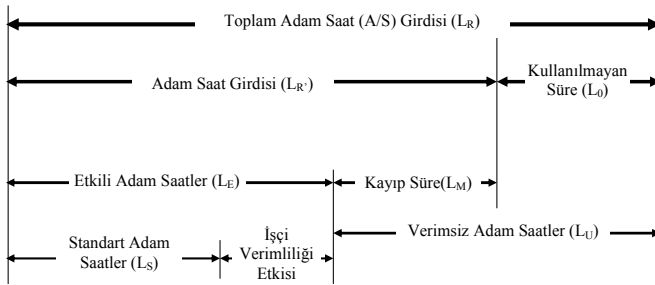 Toplam Adam Saat (A/S) Girdisi (LR)
Adam Saat Girdisi (LR')
Kullanılmayan
Süre (L0)
Etkili Adam Saatler (LE)
Kayıp Süre(LM)
Verimsiz Adam Saatler (LU)
Standart Adam
Saatler (LS)
İşçi
Verimliliği
Etkisi